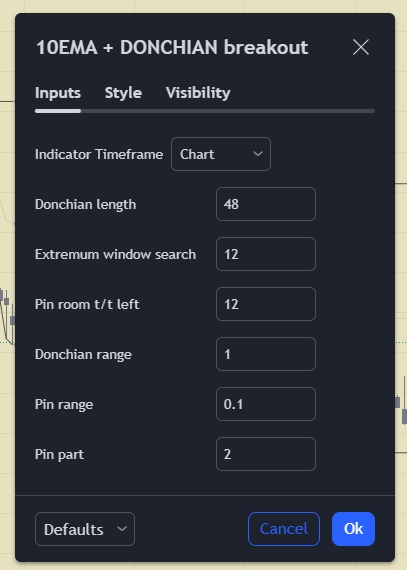 10EMA + DONCHIAN breakout
Inputs Style Visibility
Indicator Timeframe Chart
Donchian length 48
Extremum window search 12
Pin room t/t left 12
Donchian range 1
Pin range 0.1
Pin part 2
Defaults Cancel Ok